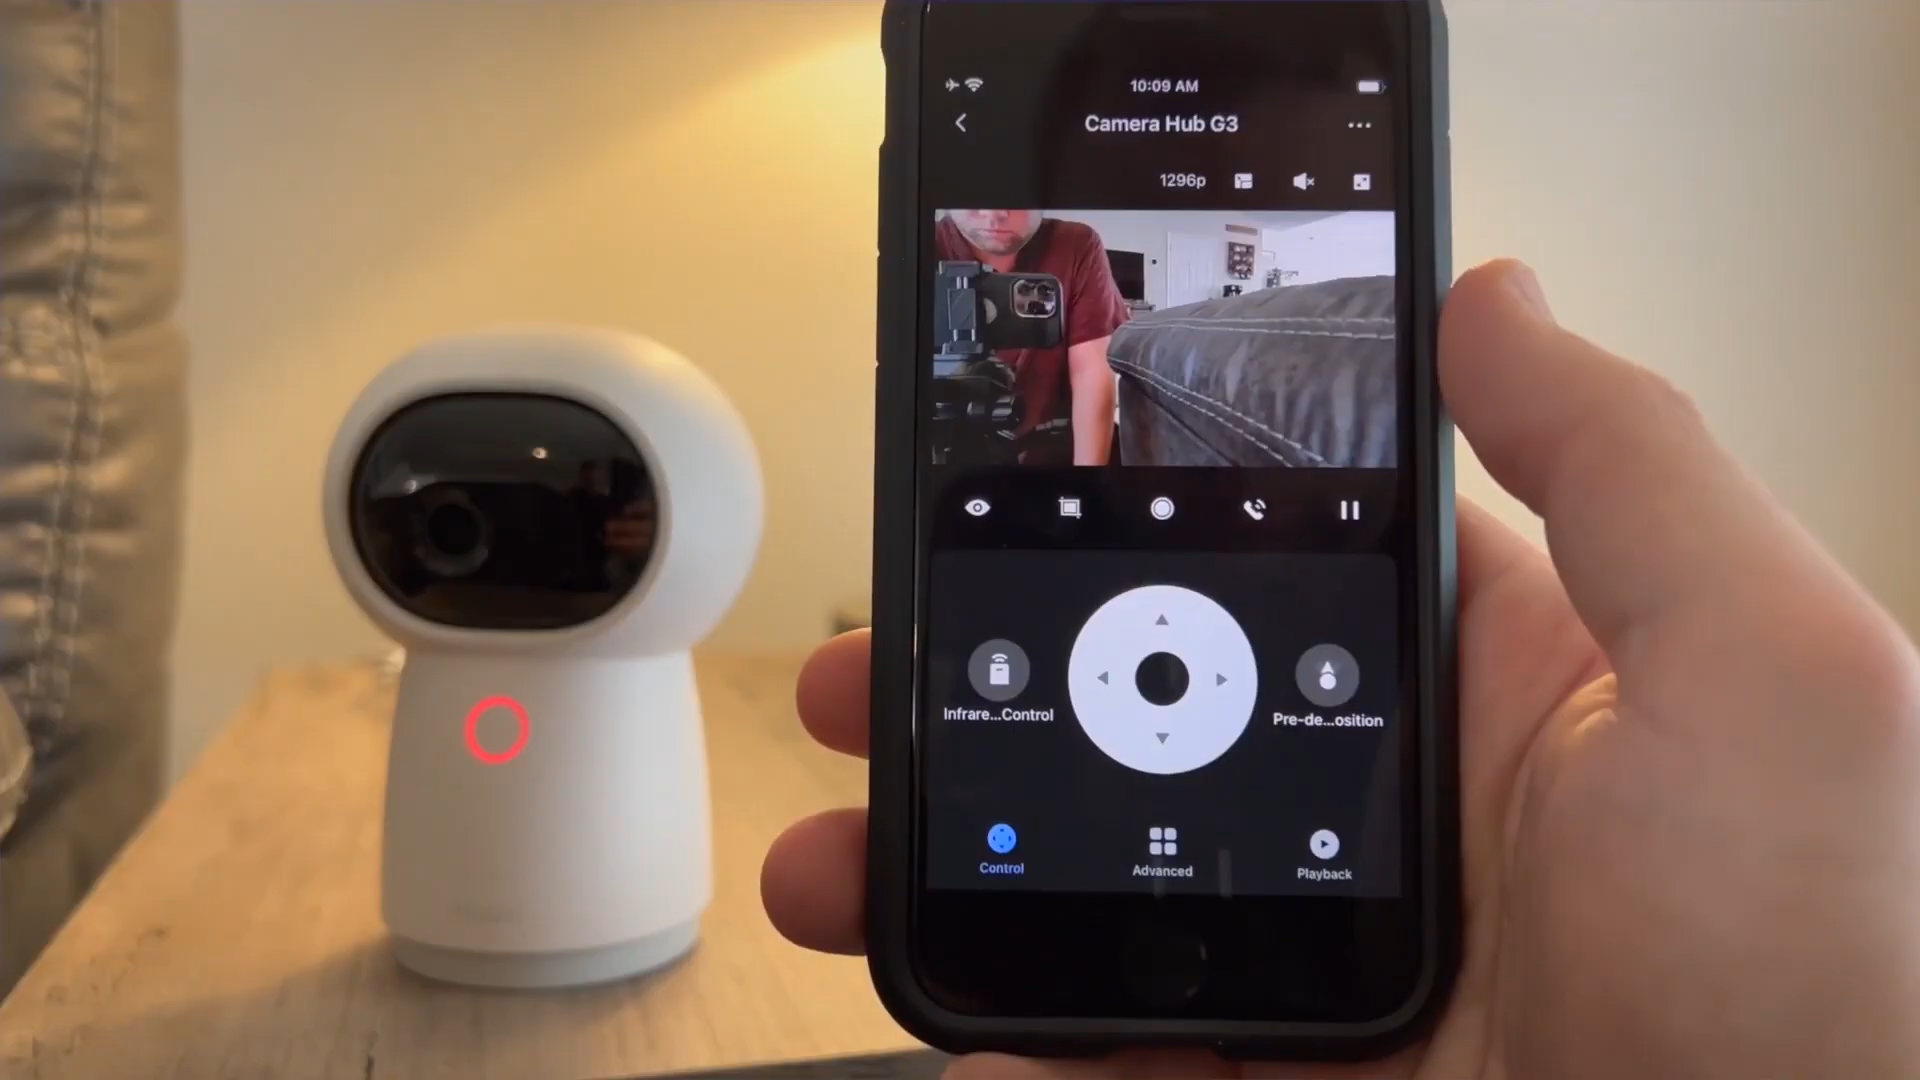 10:09 AM
Camera Hub G3
1296p
Infrare...Control
Pre-de...osition
Control
Advanced
Playback